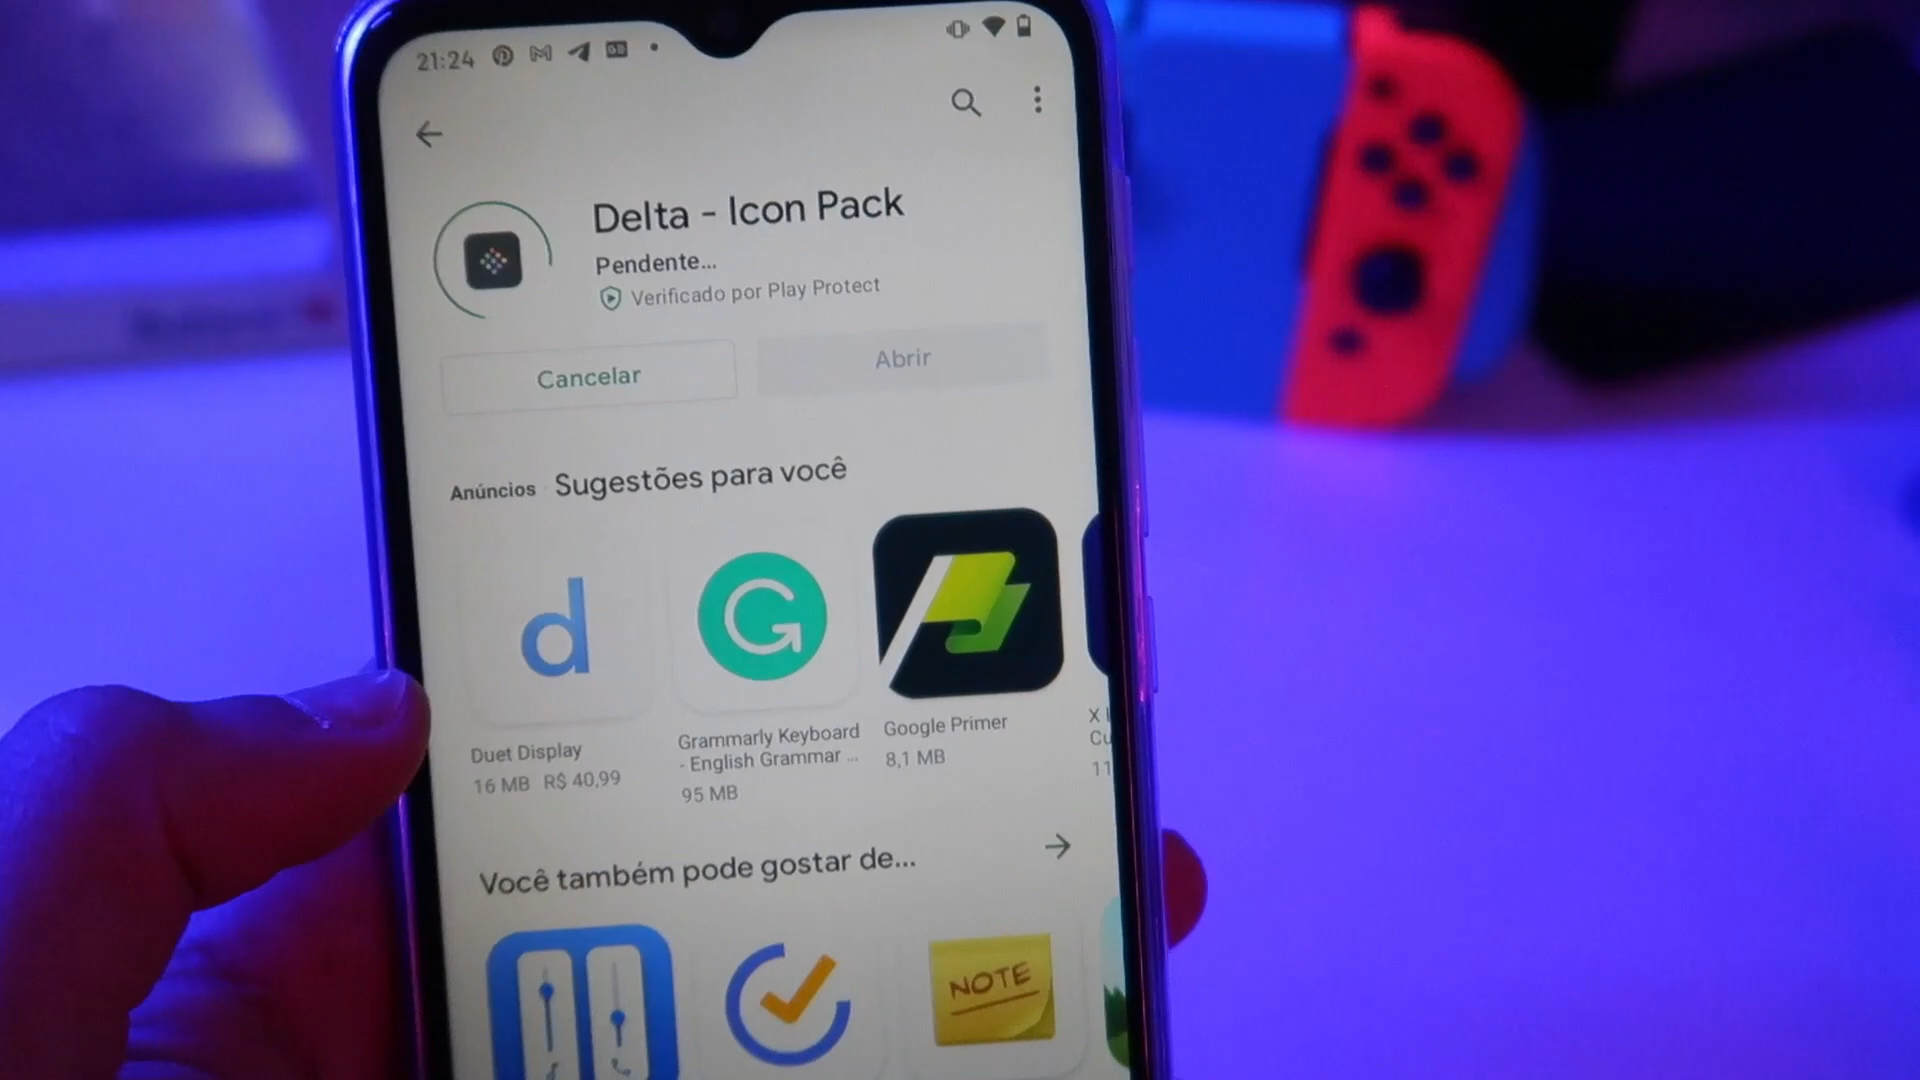 21:24
Delta - Icon Pack
Pendente...
Verificado por Play Protect
Cancelar
Abrir
Anúncios · Sugestões para você
Duet Display
16 MB R$ 40,99
Grammarly Keyboard
- English Grammar ...
95 MB
Google Primer
8,1 MB
X
Cu
11
Você também pode gostar de...
NOTE